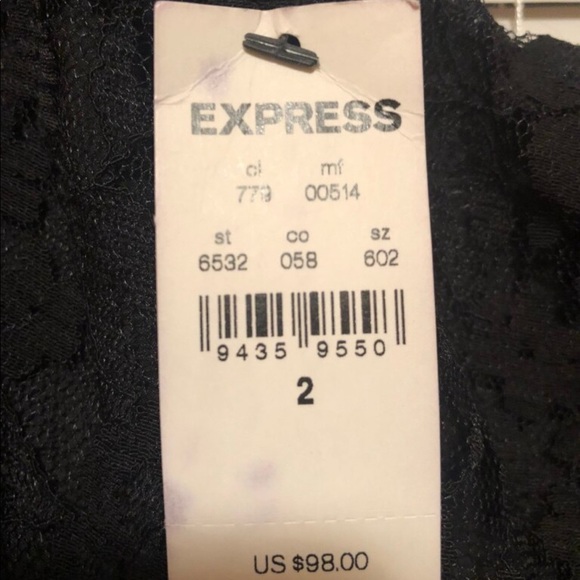 EXPRESS
cl mf
779 00514
st co sz
6532 058 602
9435 9550
2
US $98.00